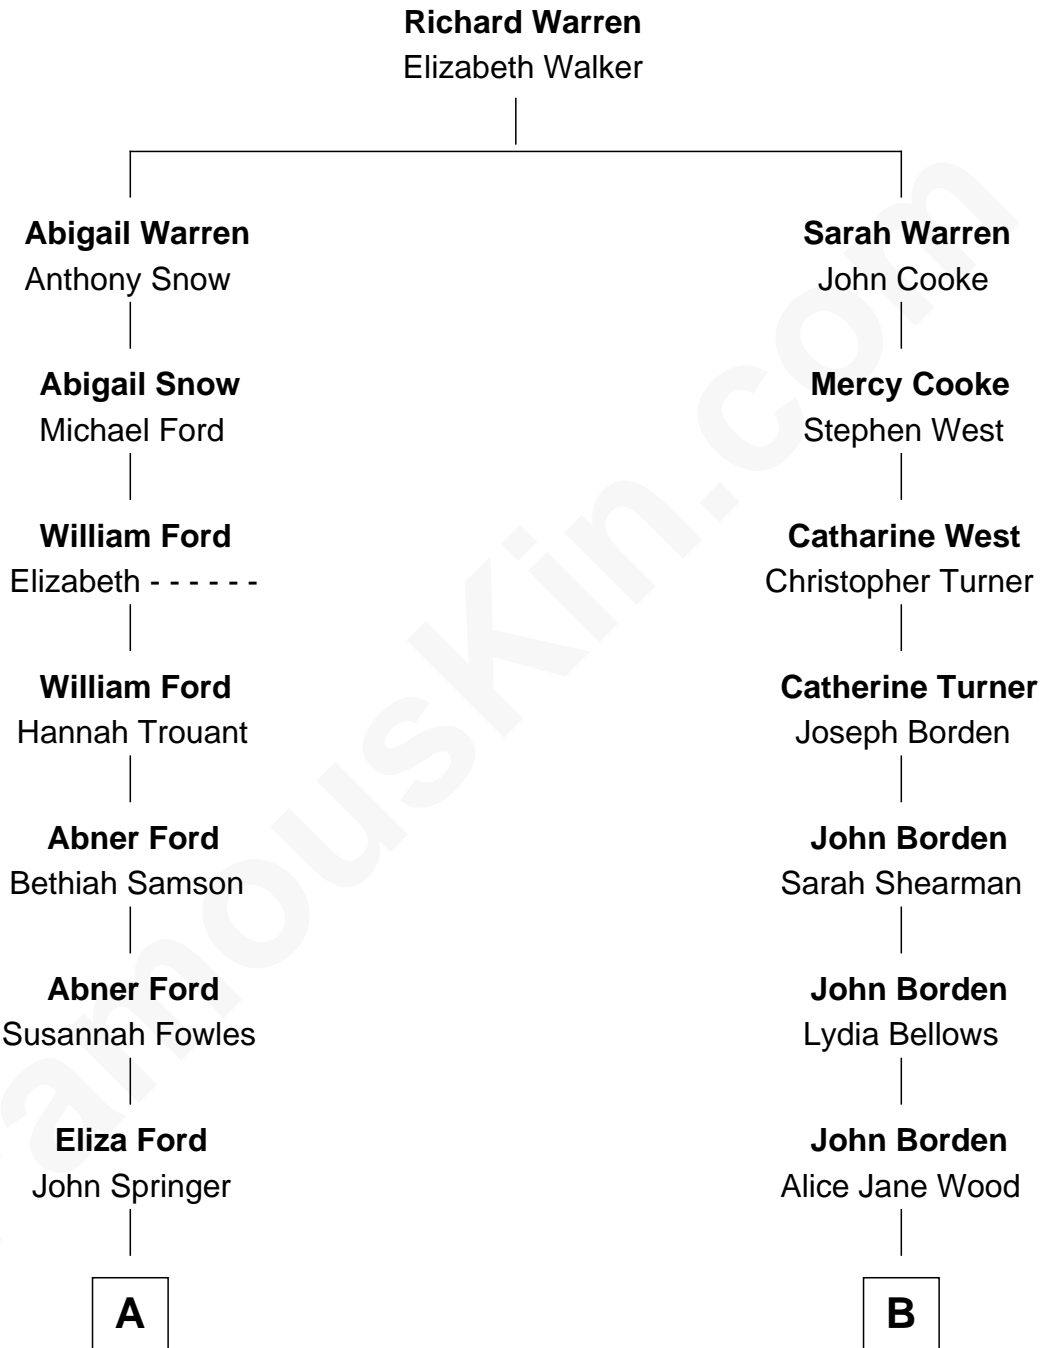 Richard Warren
Elizabeth Walker
Abigail Warren
Anthony Snow
Sarah Warren
John Cooke
Abigail Snow
Michael Ford
Mercy Cooke
Stephen West
William Ford
Elizabeth - - - - - -
Catharine West
Christopher Turner
William Ford
Hannah Trouant
Catherine Turner
Joseph Borden
Abner Ford
Bethiah Samson
John Borden
Sarah Shearman
Abner Ford
Susannah Fowles
John Borden
Lydia Bellows
Eliza Ford
John Springer
John Borden
Alice Jane Wood
A
B
amouskin.com